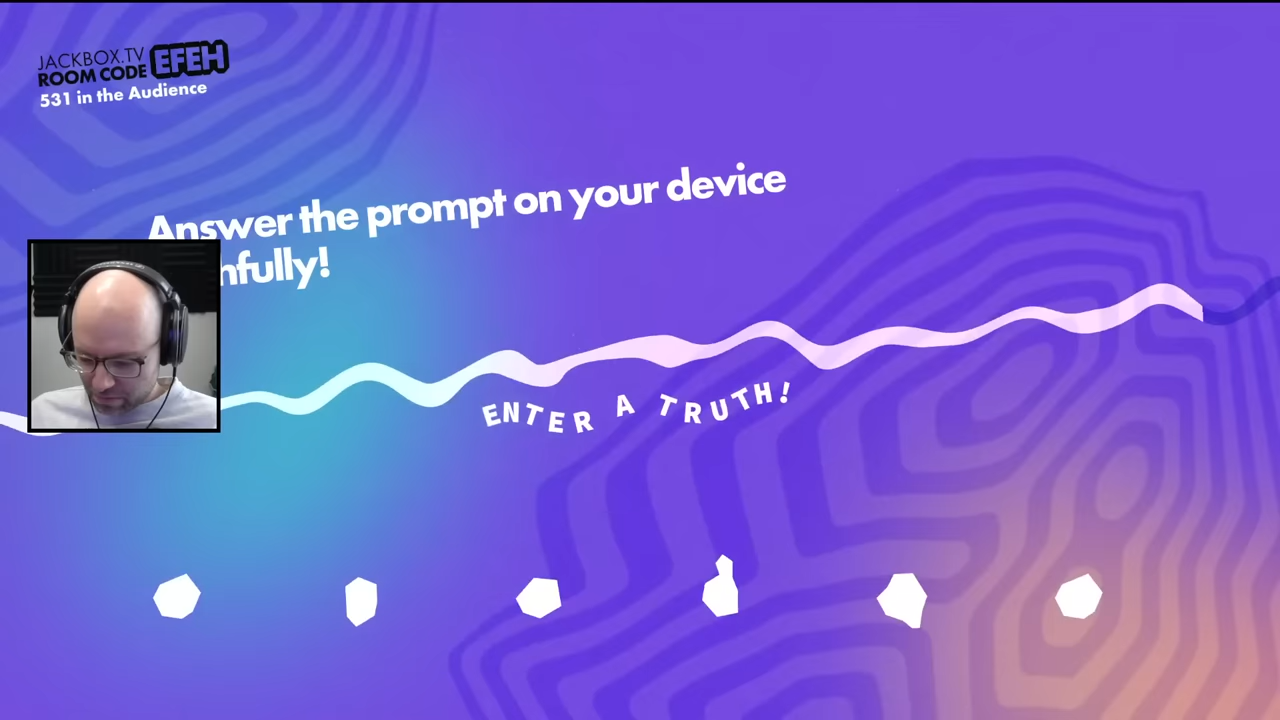 JACKBOX.TV
ROOM CODE EFEH
531 in the Audience
Answer the prompt on your device
nfully!
ENTER A TRUTH!